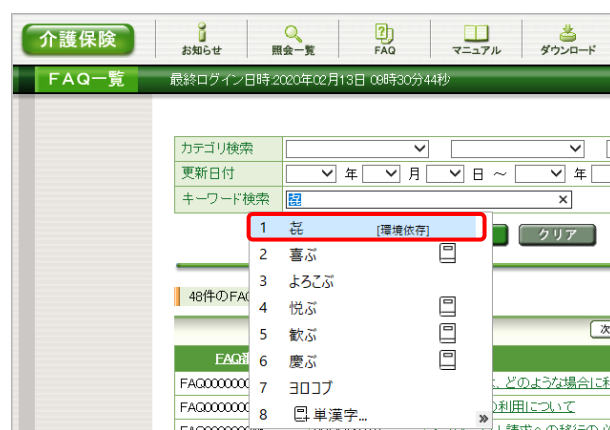 介護保険
お知らせ 照会一覧 FAQ マニュアル ダウンロード
FAQ一覧 最終ログイン日時:2020年02月13日 09時30分44秒
カテゴリ検索
更新日付 年 月 日 ～ 年
キーワード検索 㐂 ×
1 㐂 [環境依存]
クリア
2 喜ぶ
3 よろこぶ
48件のFA
4 悦ぶ
5 歓ぶ
次
6 慶ぶ
FAQ
7 ヨロコブ
FAQ0000000 、どのような場合に利
8 単漢字... »
FAQ0000000 の利用について